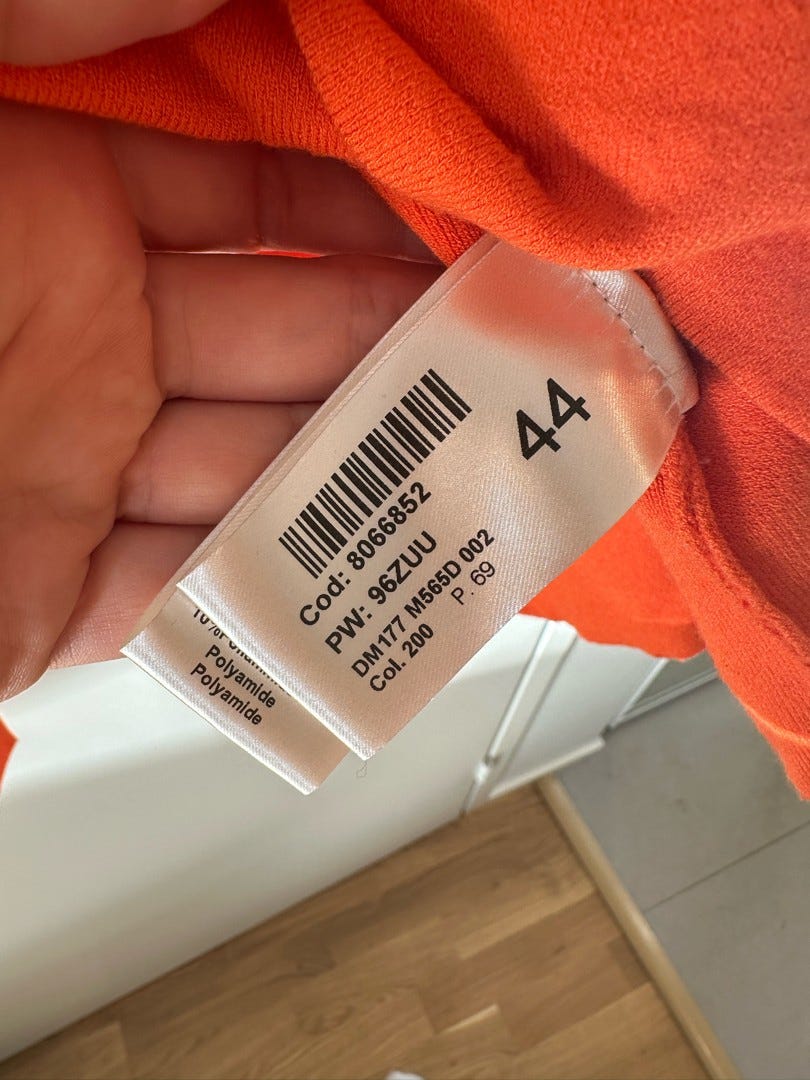 44
Cod: 8066852
PW: 96ZUU
DM177 M565D 002
Col. 200 P. 69
Polyamide
Polyamide